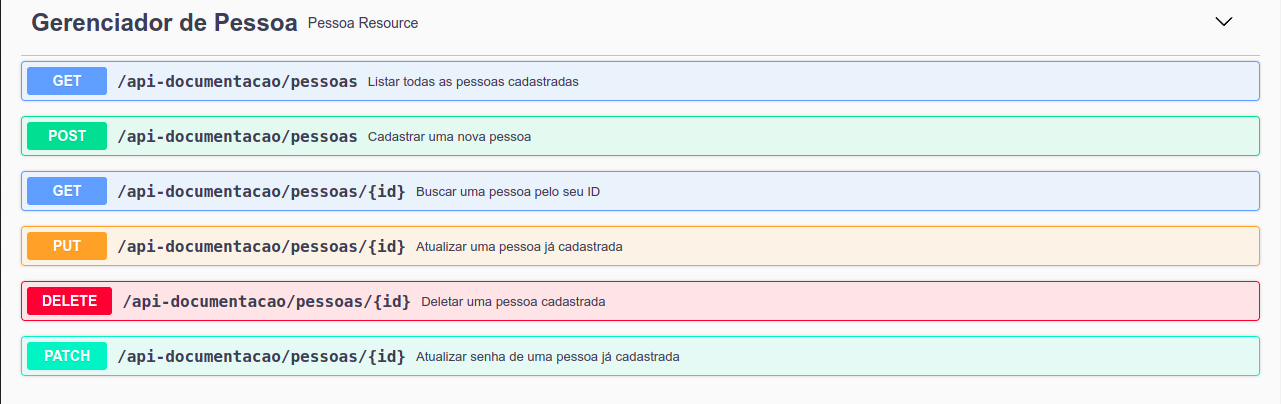 Gerenciador de Pessoa Pessoa Resource
GET /api-documentacao/pessoas Listar todas as pessoas cadastradas
POST /api-documentacao/pessoas Cadastrar uma nova pessoa
GET /api-documentacao/pessoas/{id} Buscar uma pessoa pelo seu ID
PUT /api-documentacao/pessoas/{id} Atualizar uma pessoa já cadastrada
DELETE /api-documentacao/pessoas/{id} Deletar uma pessoa cadastrada
PATCH /api-documentacao/pessoas/{id} Atualizar senha de uma pessoa já cadastrada